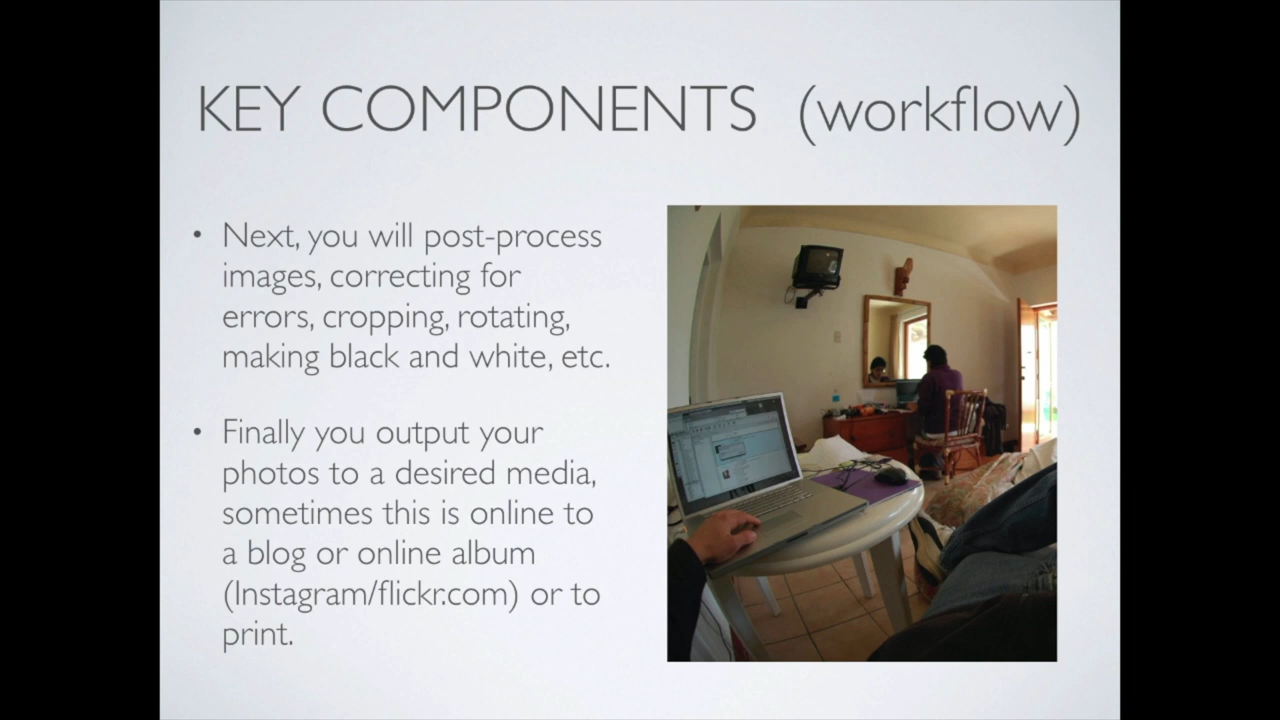 KEY COMPONENTS (workflow)
• Next, you will post-process
images, correcting for
errors, cropping, rotating,
making black and white, etc.
• Finally you output your
photos to a desired media,
sometimes this is online to
a blog or online album
(Instagram/flickr.com) or to
print.